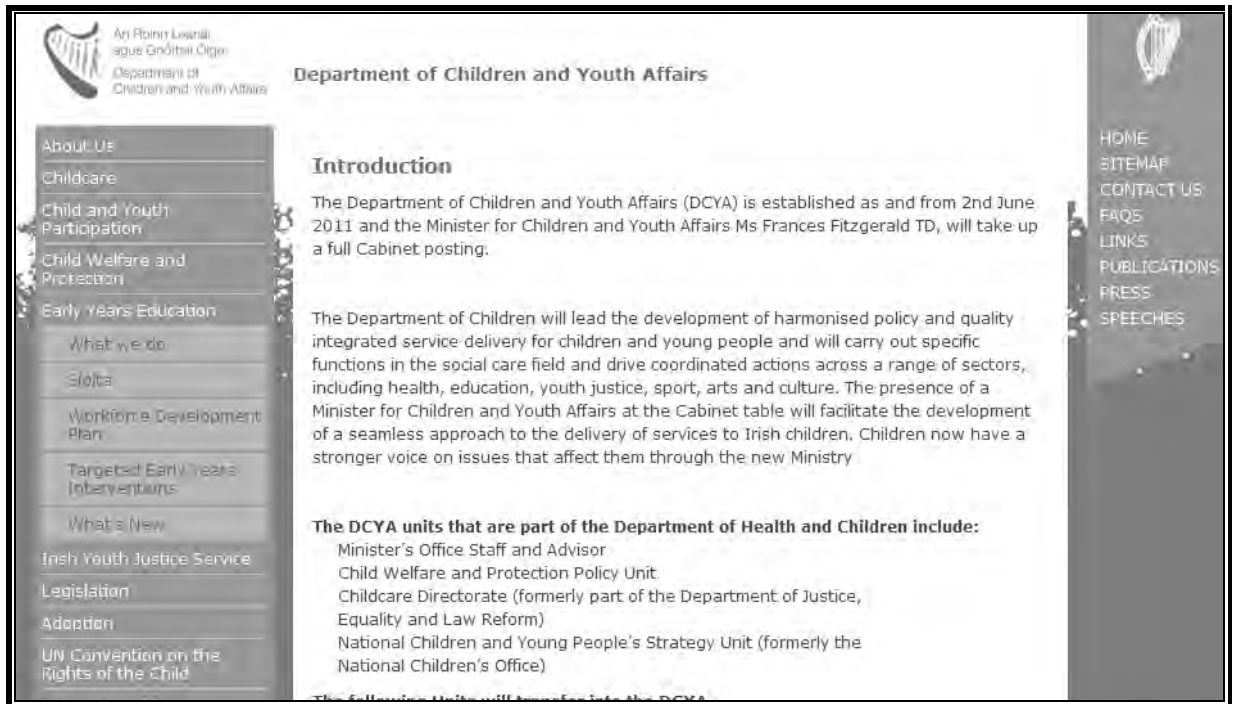 An Roinn Leanaí
agus Gnóthaí Óige
Department of
Children and Youth Affairs
Department of Children and Youth Affairs
About Us
Childcare
Child and Youth
Participation
Child Welfare and
Protection
Early Years Education
What we do
Síolta
Workforce Development
Plan
Targeted Early Years
Interventions
What's New
Irish Youth Justice Service
Legislation
Adoption
UN Convention on the
Rights of the Child
Introduction
The Department of Children and Youth Affairs (DCYA) is established as and from 2nd June
2011 and the Minister for Children and Youth Affairs Ms Frances Fitzgerald TD, will take up
a full Cabinet posting.
The Department of Children will lead the development of harmonised policy and quality
integrated service delivery for children and young people and will carry out specific
functions in the social care field and drive coordinated actions across a range of sectors,
including health, education, youth justice, sport, arts and culture. The presence of a
Minister for Children and Youth Affairs at the Cabinet table will facilitate the development
of a seamless approach to the delivery of services to Irish children. Children now have a
stronger voice on issues that affect them through the new Ministry
The DCYA units that are part of the Department of Health and Children include:
Minister's Office Staff and Advisor
Child Welfare and Protection Policy Unit
Childcare Directorate (formerly part of the Department of Justice,
Equality and Law Reform)
National Children and Young People's Strategy Unit (formerly the
National Children's Office)
The following Units will transfer into the DCYA
HOME
SITEMAP
CONTACT US
FAQS
LINKS
PUBLICATIONS
PRESS
SPEECHES